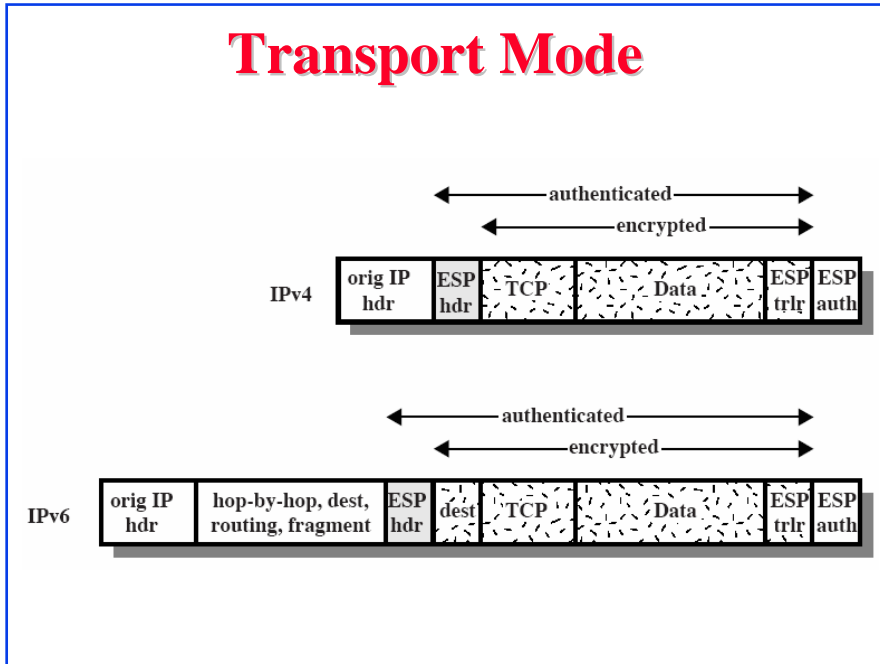 Transport Mode
authenticated
encrypted
IPv4
orig IP
hdr
ESP
hdr
TCP
Data
ESP
trlr
ESP
auth
authenticated
encrypted
IPv6
orig IP
hdr
hop-by-hop, dest,
routing, fragment
ESP
hdr
dest
TCP
Data
ESP
trlr
ESP
auth